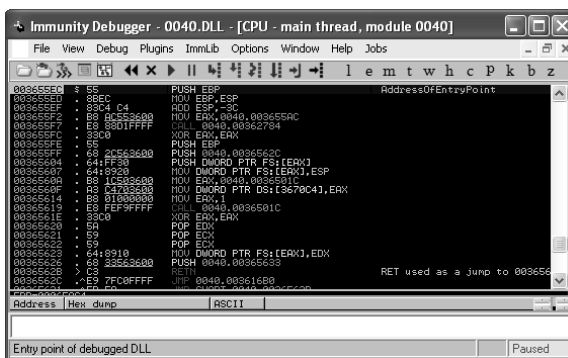 Immunity Debugger - 0040.DLL - [CPU - main thread, module 0040]
File View Debug Plugins ImmLib Options Window Help Jobs
l e m t w h c P k b z
003655EC $ 55 PUSH EBP AddressOfEntryPoint
003655ED . 8BEC MOV EBP,ESP
003655EF . 83C4 C4 ADD ESP,-3C
003655F2 . B8 AC553600 MOV EAX,0040.003655AC
003655F7 . E8 88D1FFFF CALL 0040.00362784
003655FC . 33C0 XOR EAX,EAX
003655FE . 55 PUSH EBP
003655FF . 68 2C563600 PUSH 0040.0036562C
00365604 . 64:FF30 PUSH DWORD PTR FS:[EAX]
00365607 . 64:8920 MOV DWORD PTR FS:[EAX],ESP
0036560A . B8 1C503600 MOV EAX,0040.0036501C
0036560F . A3 C4703600 MOV DWORD PTR DS:[3670C4],EAX
00365614 . B8 01000000 MOV EAX,1
00365619 . E8 FEF9FFFF CALL 0040.0036501C
0036561E . 33C0 XOR EAX,EAX
00365620 . 5A POP EDX
00365621 . 59 POP ECX
00365622 . 59 POP ECX
00365623 . 64:8910 MOV DWORD PTR FS:[EAX],EDX
00365626 . 68 33563600 PUSH 0040.00365633
0036562B > C3 RETN RET used as a jump to 003656
0036562C .^E9 7FC0FFFF JMP 0040.003616B0
Address Hex dump ASCII
Entry point of debugged DLL Paused